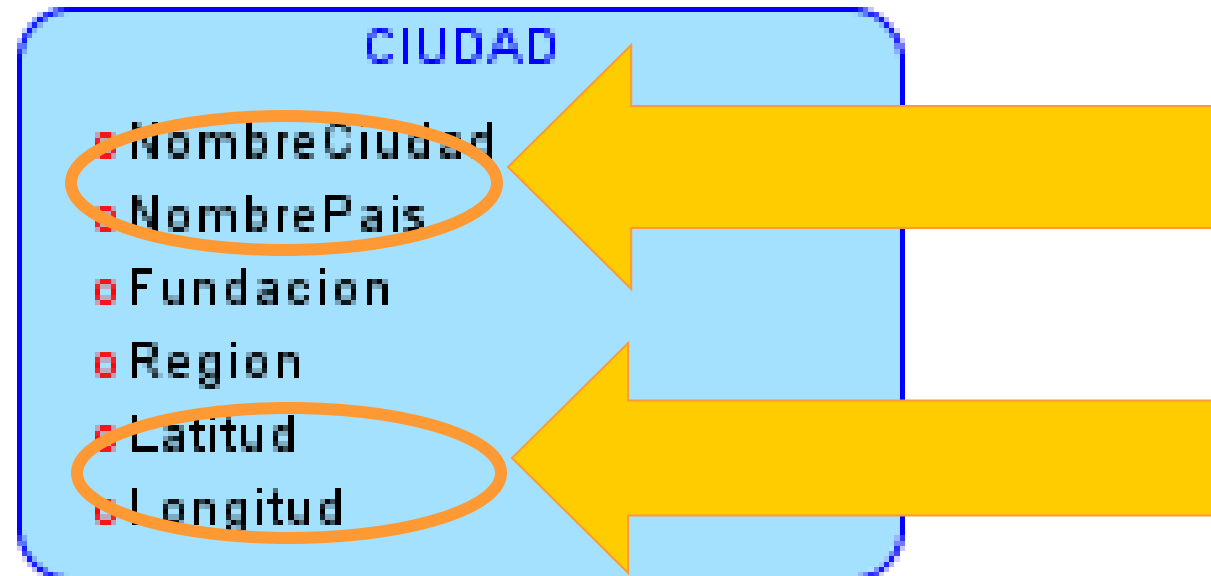 CIUDAD
o NombreCiudad
o NombrePais
o Fundacion
o Region
o Latitud
o Longitud